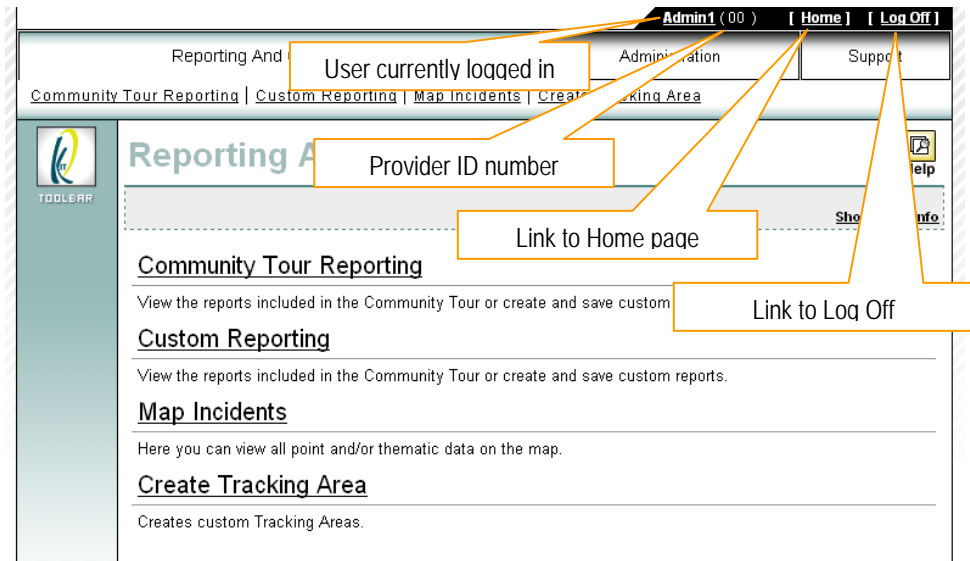 Admin1 (00 ) [ Home ] [ Log Off ]
Reporting And
User currently logged in
Administration
Support
Community Tour Reporting | Custom Reporting | Map Incidents | Create Tracking Area
Reporting A
Provider ID number
Help
TOOLBAR
Link to Home page
Community Tour Reporting
View the reports included in the Community Tour or create and save custom
Link to Log Off
Custom Reporting
View the reports included in the Community Tour or create and save custom reports.
Map Incidents
Here you can view all point and/or thematic data on the map.
Create Tracking Area
Creates custom Tracking Areas.